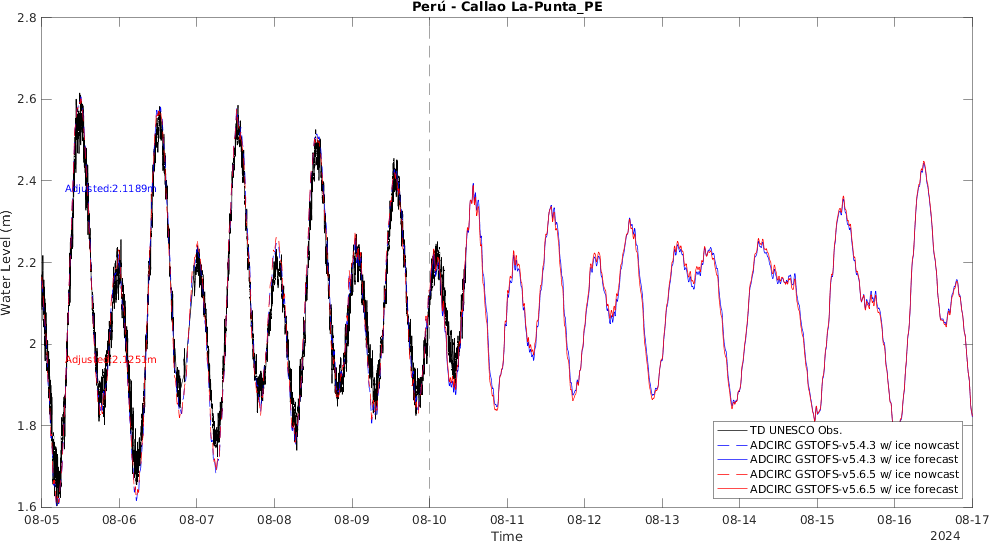 Perú - Callao La-Punta_PE
2.8
2.6
2.4
2.2
2
1.8
1.6
Water Level (m)
Adjusted:2.1189m
Adjusted:2.1251m
TD UNESCO Obs.
ADCIRC GSTOFS-v5.4.3 w/ ice nowcast
ADCIRC GSTOFS-v5.4.3 w/ ice forecast
ADCIRC GSTOFS-v5.6.5 w/ ice nowcast
ADCIRC GSTOFS-v5.6.5 w/ ice forecast
08-05 08-06 08-07 08-08 08-09 08-10 08-11 08-12 08-13 08-14 08-15 08-16 08-17
Time
2024